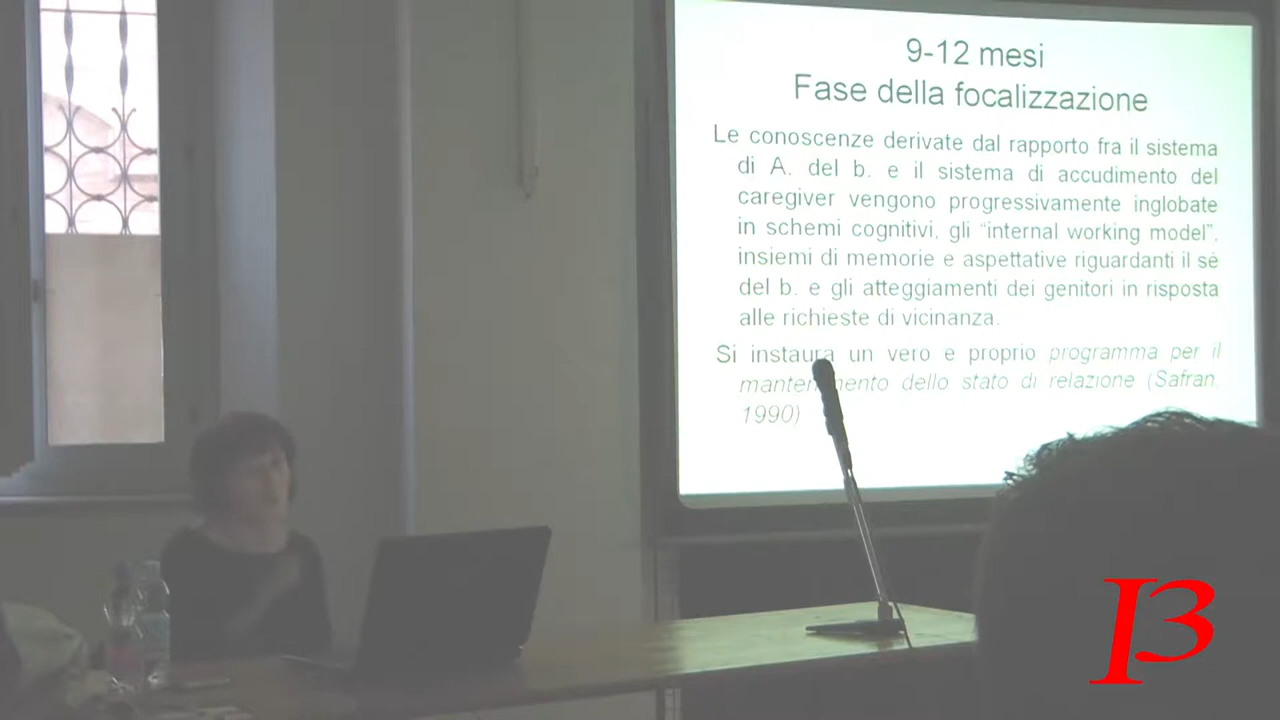 9-12 mesi
Fase della focalizzazione
Le conoscenze derivate dal rapporto fra il sistema
di A. del b. e il sistema di accudimento del
caregiver vengono progressivamente inglobate
in schemi cognitivi, gli “internal working model”,
insiemi di memorie e aspettative riguardanti il sè
del b. e gli atteggiamenti dei genitori in risposta
alle richieste di vicinanza.
Si instaura un vero e proprio programma per il
mantenimento dello stato di relazione (Safran,
1990)
13